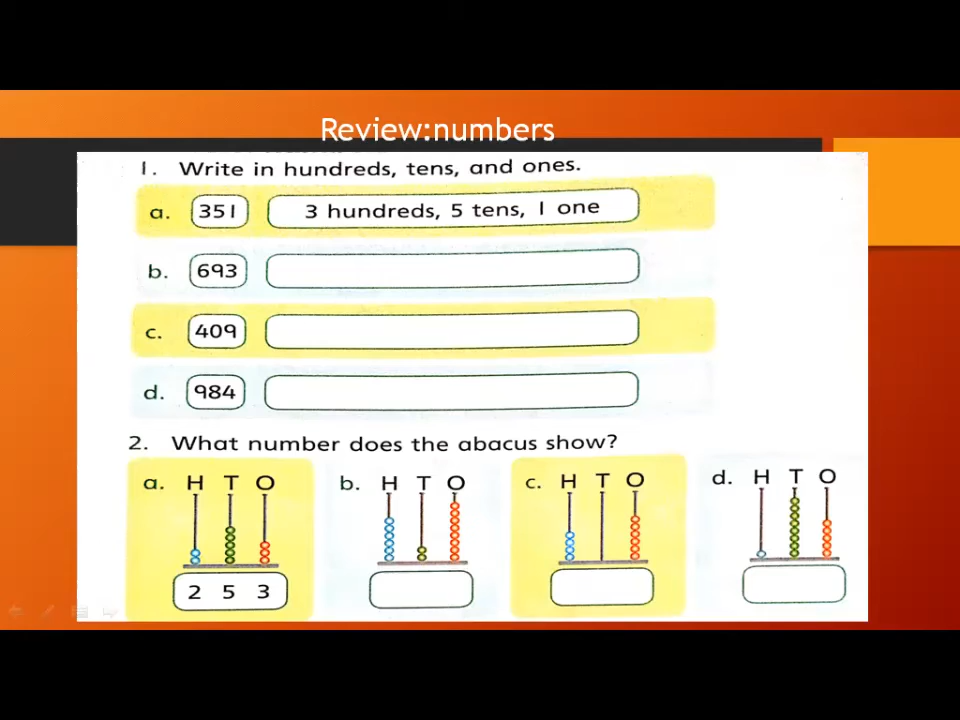 Review:numbers
1. Write in hundreds, tens, and ones.
a. 351 3 hundreds, 5 tens, 1 one
b. 693
c. 409
d. 984
2. What number does the abacus show?
a. H T O b. H T O c. H T O d. H T O
2 5 3